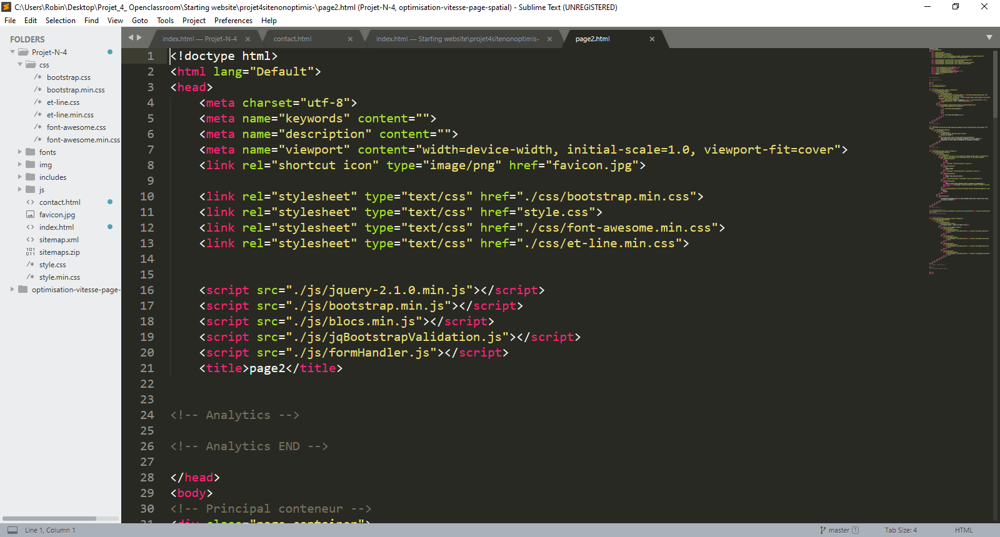 C:\Users\Robin\Desktop\Projet_4_ Openclassroom\Starting website\projet4sitenonoptimis-\page2.html (Projet-N-4, optimisation-vitesse-page-spatial) - Sublime Text (UNREGISTERED)
File Edit Selection Find View Goto Tools Project Preferences Help
FOLDERS
Projet-N-4
css
/* bootstrap.css
/* bootstrap.min.css
/* et-line.css
/* et-line.min.css
/* font-awesome.css
/* font-awesome.min.css
fonts
img
includes
js
<> contact.html
favicon.jpg
<> index.html
<> sitemap.xml
sitemaps.zip
/* style.css
/* style.min.css
optimisation-vitesse-page-
index.html — Projet-N-4
contact.html
index.html — Starting website\projet4sitenonoptimis-
page2.html
1 <!doctype html>
2 <html lang="Default">
3 <head>
4 <meta charset="utf-8">
5 <meta name="keywords" content="">
6 <meta name="description" content="">
7 <meta name="viewport" content="width=device-width, initial-scale=1.0, viewport-fit=cover">
8 <link rel="shortcut icon" type="image/png" href="favicon.jpg">
9
10 <link rel="stylesheet" type="text/css" href="./css/bootstrap.min.css">
11 <link rel="stylesheet" type="text/css" href="style.css">
12 <link rel="stylesheet" type="text/css" href="./css/font-awesome.min.css">
13 <link rel="stylesheet" type="text/css" href="./css/et-line.min.css">
14
15
16 <script src="./js/jquery-2.1.0.min.js"></script>
17 <script src="./js/bootstrap.min.js"></script>
18 <script src="./js/blocs.min.js"></script>
19 <script src="./js/jqBootstrapValidation.js"></script>
20 <script src="./js/formHandler.js"></script>
21 <title>page2</title>
22
23
24 <!-- Analytics -->
25
26 <!-- Analytics END -->
27
28 </head>
29 <body>
30 <!-- Principal conteneur -->
31 <div class="page-container">
Line 1, Column 1
master 1
Tab Size: 4
HTML